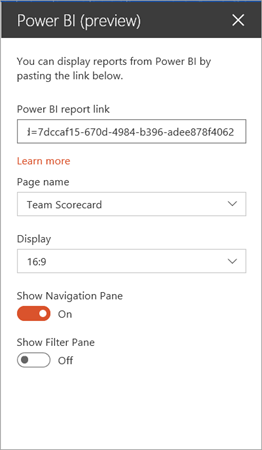 Power BI (preview)
You can display reports from Power BI by
pasting the link below.
Power BI report link
d=7dccaf15-670d-4984-b396-adee878f4062
Learn more
Page name
Team Scorecard
Display
16:9
Show Navigation Pane
On
Show Filter Pane
Off